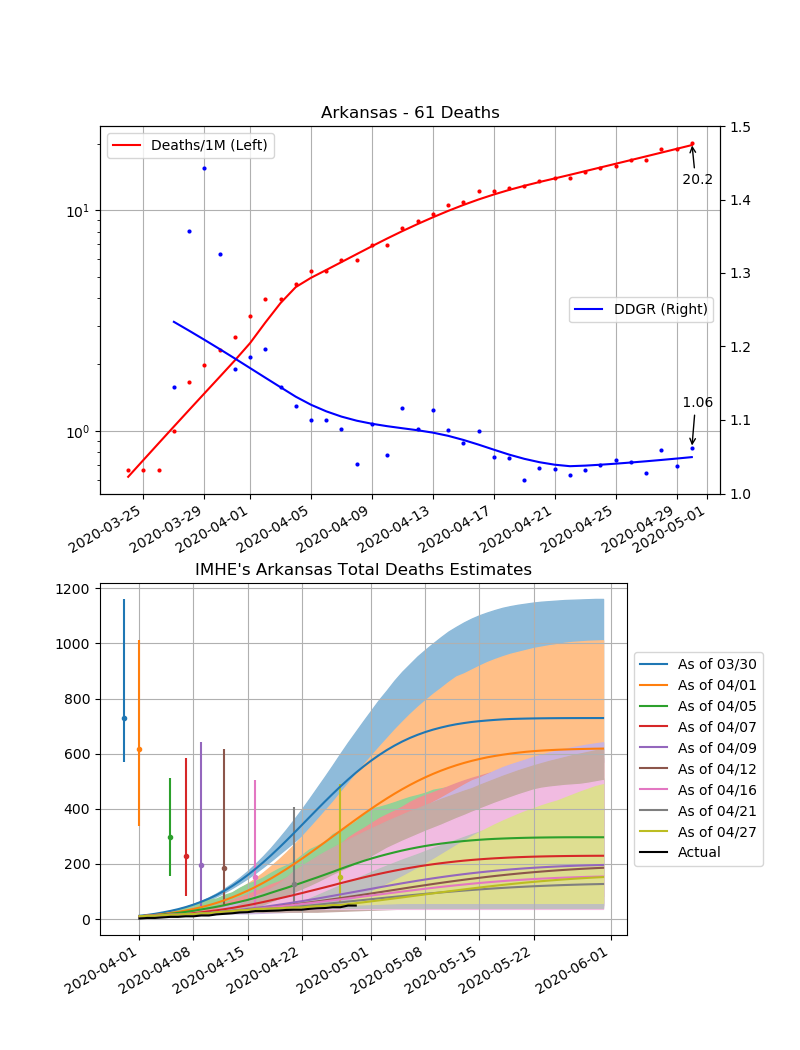 Arkansas - 61 Deaths
Deaths/1M (Left)
DDGR (Right)
20.2
1.06
10¹
10⁰
1.5
1.4
1.3
1.2
1.1
1.0
2020-03-25
2020-03-29
2020-04-01
2020-04-05
2020-04-09
2020-04-13
2020-04-17
2020-04-21
2020-04-25
2020-04-29
2020-05-01
IMHE's Arkansas Total Deaths Estimates
1200
1000
800
600
400
200
0
2020-04-01
2020-04-08
2020-04-15
2020-04-22
2020-05-01
2020-05-08
2020-05-15
2020-05-22
2020-06-01
As of 03/30
As of 04/01
As of 04/05
As of 04/07
As of 04/09
As of 04/12
As of 04/16
As of 04/21
As of 04/27
Actual